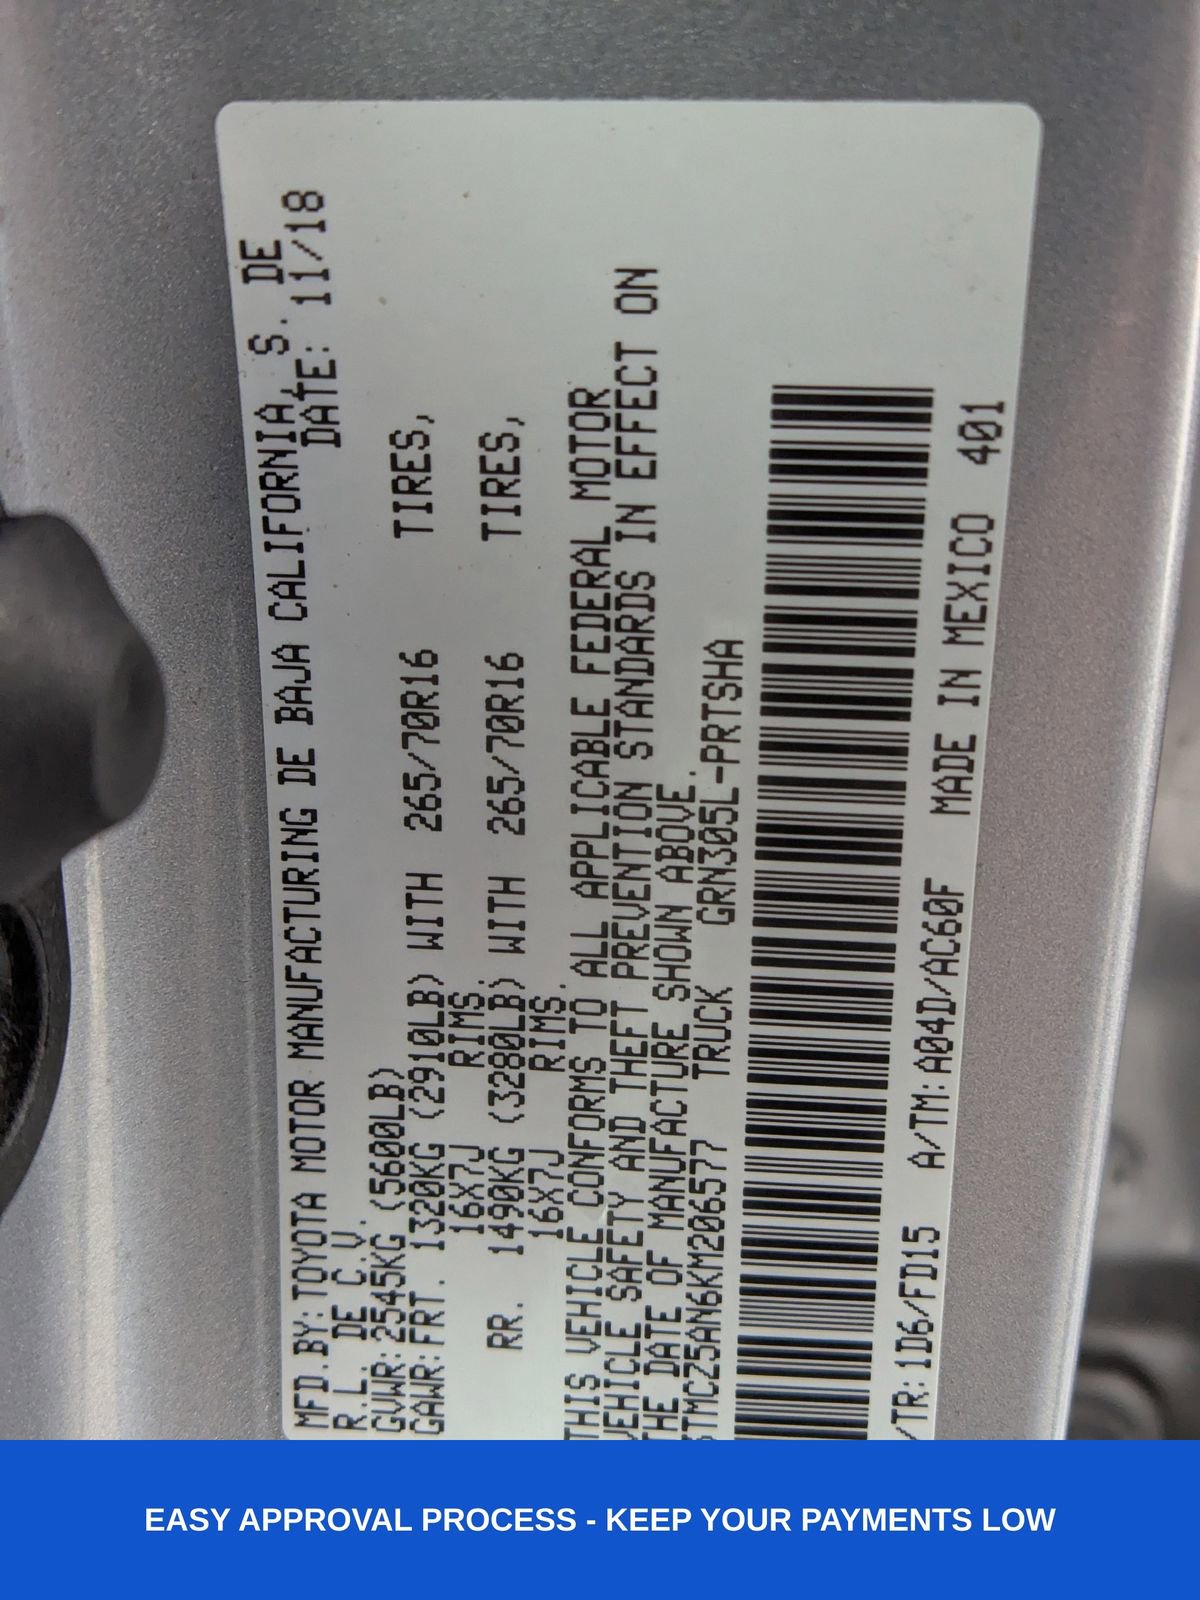 MFD.BY:TOYOTA MOTOR MANUFACTURING DE BAJA CALIFORNIA, S. DE
R.L. DE C.V. DATE: 11/18
GVWR:2545KG (5600LB)
GAWR:FRT. 1320KG (2910LB) WITH 265/70R16 TIRES,
16X7J RIMS.
RR. 1490KG (3280LB) WITH 265/70R16 TIRES,
16X7J RIMS.
THIS VEHICLE CONFORMS TO ALL APPLICABLE FEDERAL MOTOR
VEHICLE SAFETY AND THEFT PREVENTION STANDARDS IN EFFECT ON
THE DATE OF MANUFACTURE SHOWN ABOVE.
3TMCZ5AN6KM206577 TRUCK GRN305L-PRTSHA
/TR:1D6/FD15 A/TM:A04D/AC60F MADE IN MEXICO 401
EASY APPROVAL PROCESS - KEEP YOUR PAYMENTS LOW